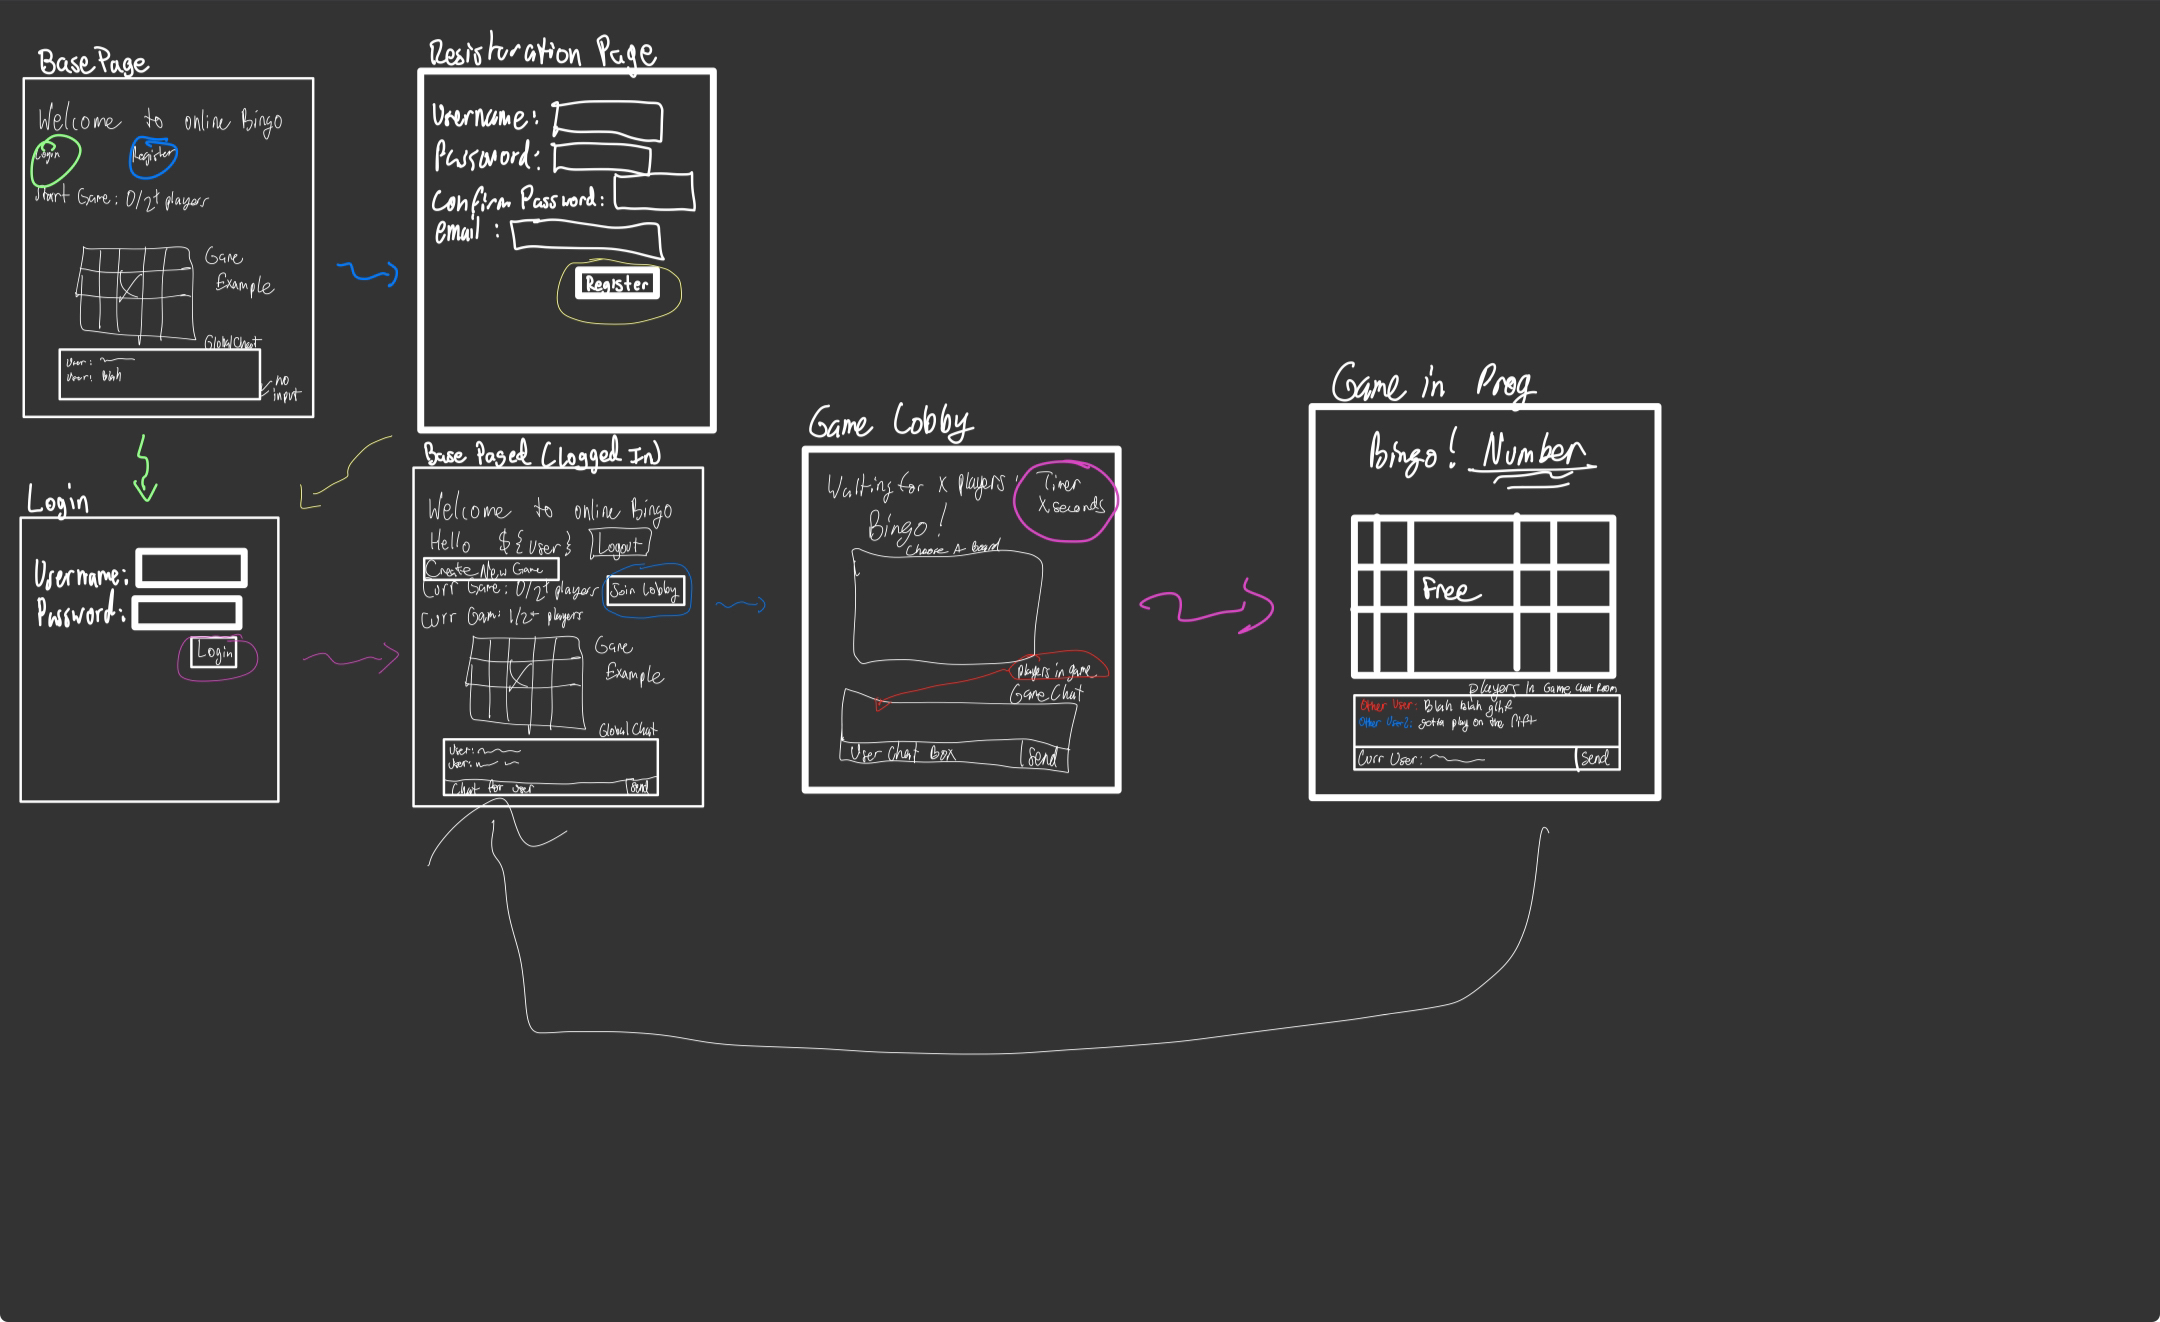 Base Page
Welcome to online Bingo
Login Register
Start Game: 0/2+ players
Game
Example
Global Chat
User:
User: Blah
no
input
Resisturation Page
Username:
Password:
Confirm Password:
email :
Register
Login
Username:
Password:
Login
Base Paged (Logged In)
Welcome to online Bingo
Hello ${user} Logout
Create New Game
Curr Game: 0/2+ players Join Lobby
Curr Gam: 1/2+ players
Game
Example
Global Chat
User:
User:
Chat for user Send
Game Lobby
Waiting for X players : Timer
X seconds
Bingo!
Choose A Board
players in game
Game Chat
User Chat Box Send
Game in Prog
Bingo! Number
Free
players In Game, Chat Room
Other User: Blah blah glhf
Other User2: gotta play on the
Curr User: Send